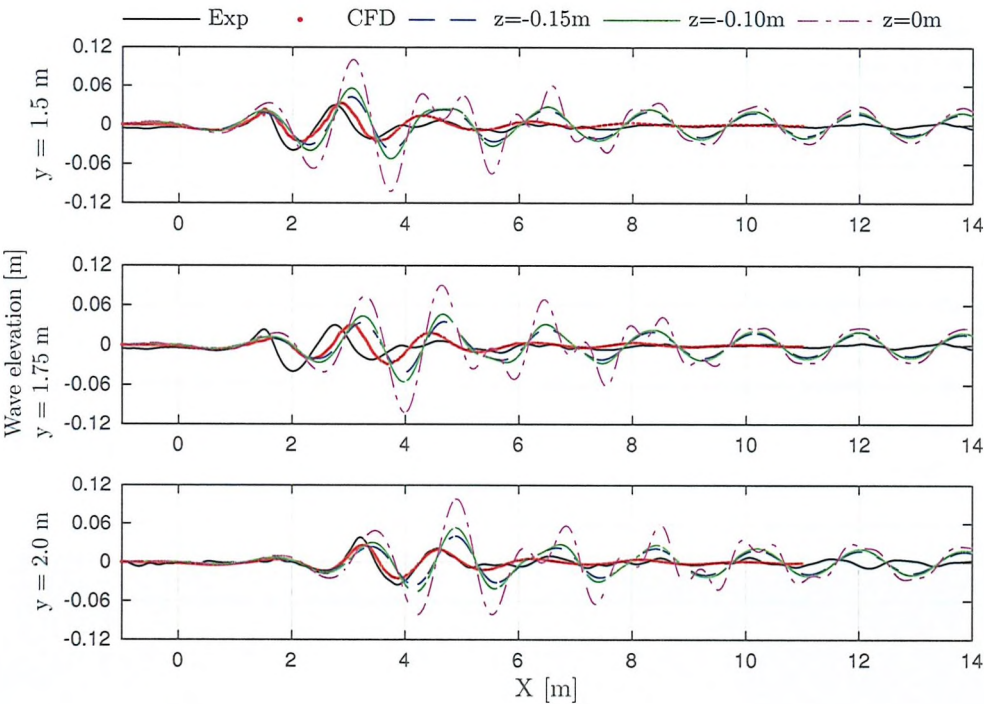 Exp CFD z=-0.15m z=-0.10m z=0m
0.12
0.06
0
-0.06
-0.12
y = 1.5 m
0 2 4 6 8 10 12 14
Wave elevation [m]
0.12
0.06
0
-0.06
-0.12
y = 1.75 m
0 2 4 6 8 10 12 14
0.12
0.06
0
-0.06
-0.12
y = 2.0 m
0 2 4 6 8 10 12 14
X [m]